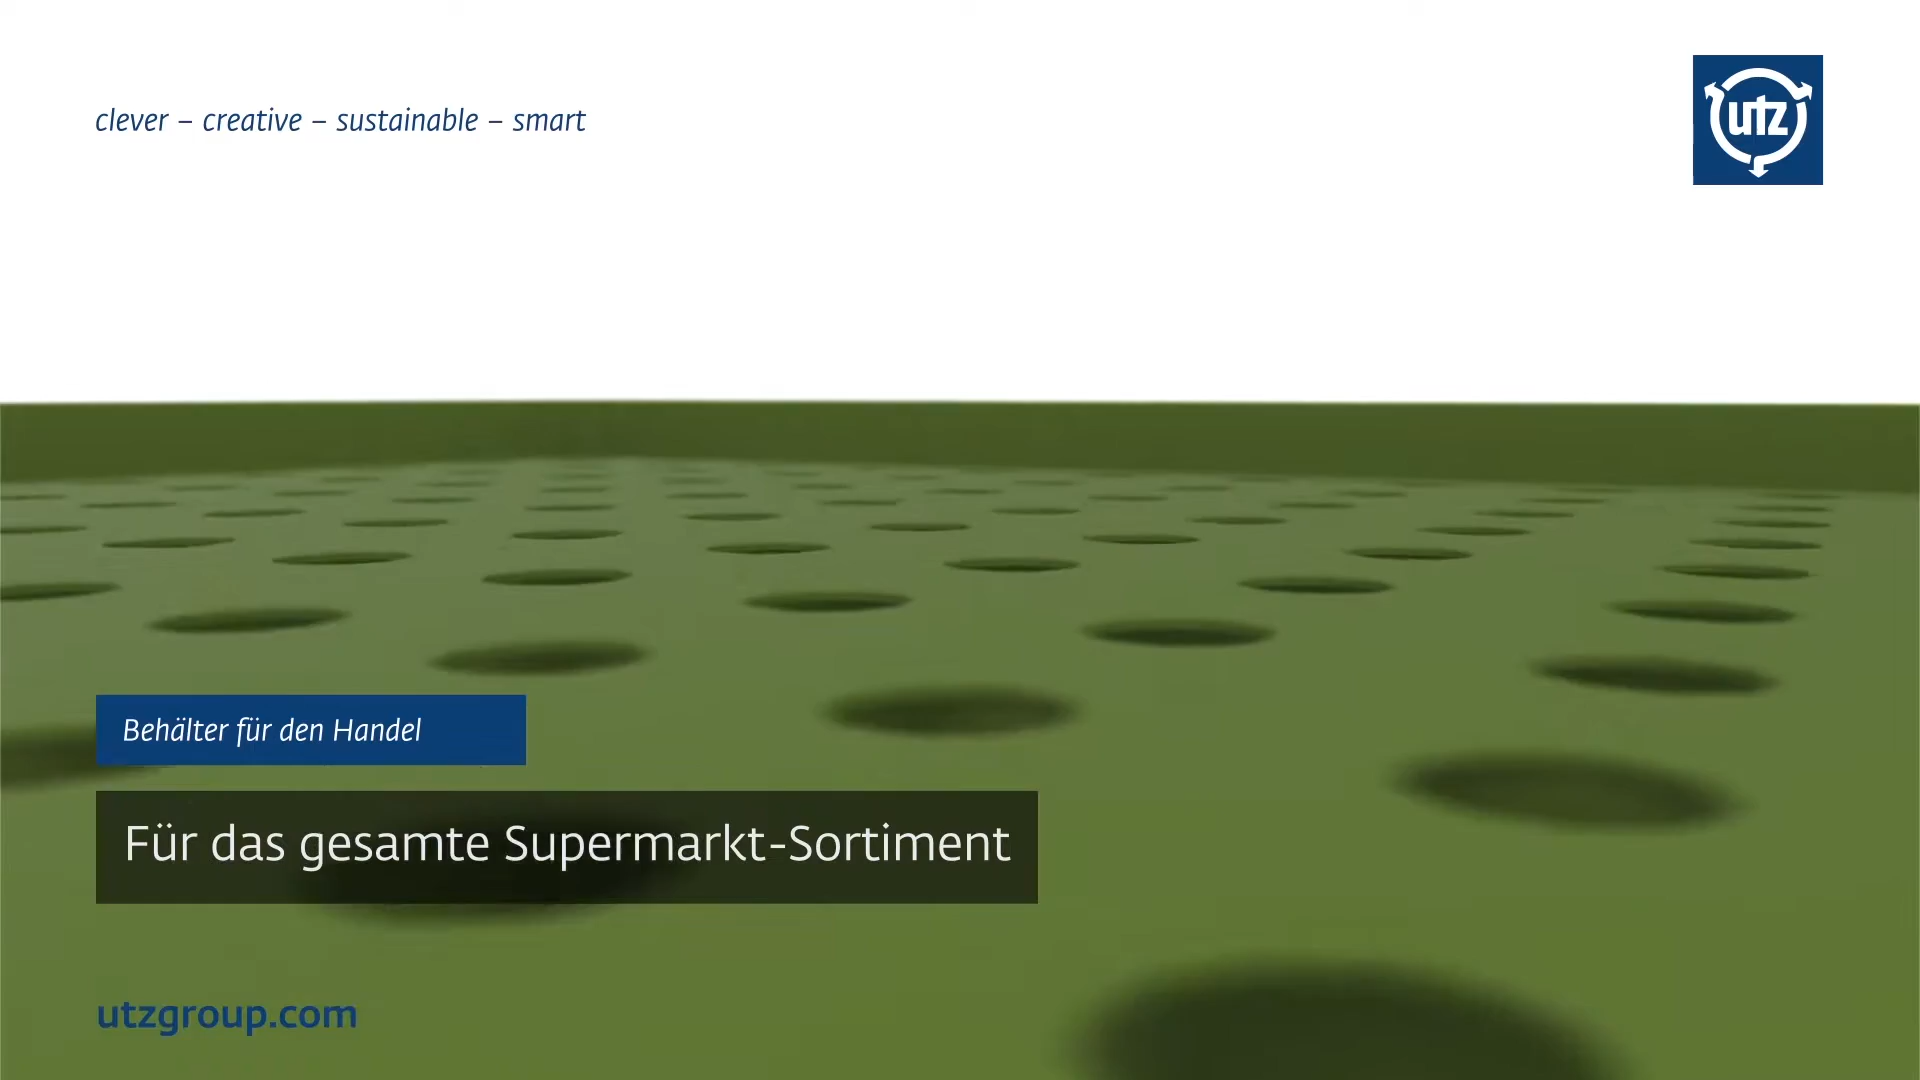 clever – creative – sustainable – smart
utz
Behälter für den Handel
Für das gesamte Supermarkt-Sortiment
utzgroup.com